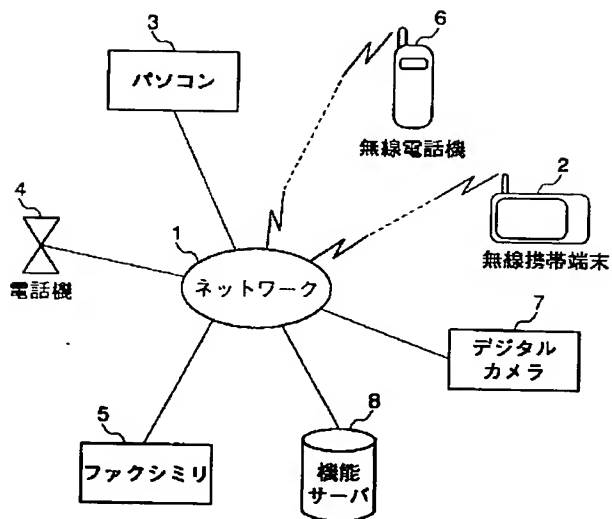 3
パソコン
6
無線電話機
2
無線携帯端末
4
電話機
1
ネットワーク
7
デジタル
カメラ
5
ファクシミリ
8
機能
サーバ